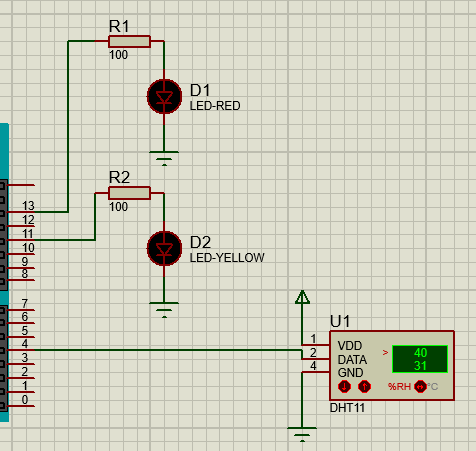 R1
100
D1
LED-RED
R2
100
D2
LED-YELLOW
13
12
11
10
9
8
7
6
5
4
3
2
1
0
U1
1
VDD
2
DATA
4
GND
>
40
31
%RH
°C
DHT11